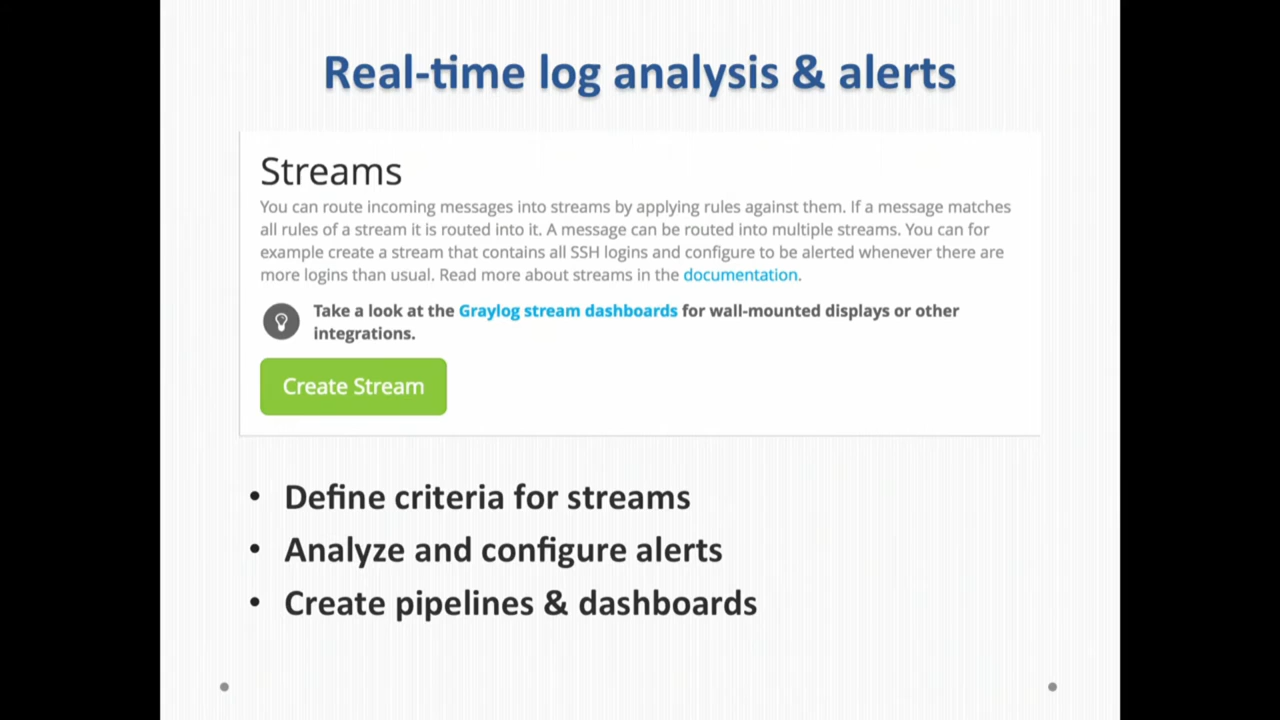 Real-time log analysis & alerts
Streams
You can route incoming messages into streams by applying rules against them. If a message matches
all rules of a stream it is routed into it. A message can be routed into multiple streams. You can for
example create a stream that contains all SSH logins and configure to be alerted whenever there are
more logins than usual. Read more about streams in the documentation.
Take a look at the Graylog stream dashboards for wall-mounted displays or other
integrations.
Create Stream
• Define criteria for streams
• Analyze and configure alerts
• Create pipelines & dashboards